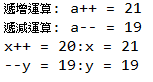 遞增運算: a++ = 21
遞減運算: a-- = 19
x++ = 20:x = 21
--y = 19:y = 19